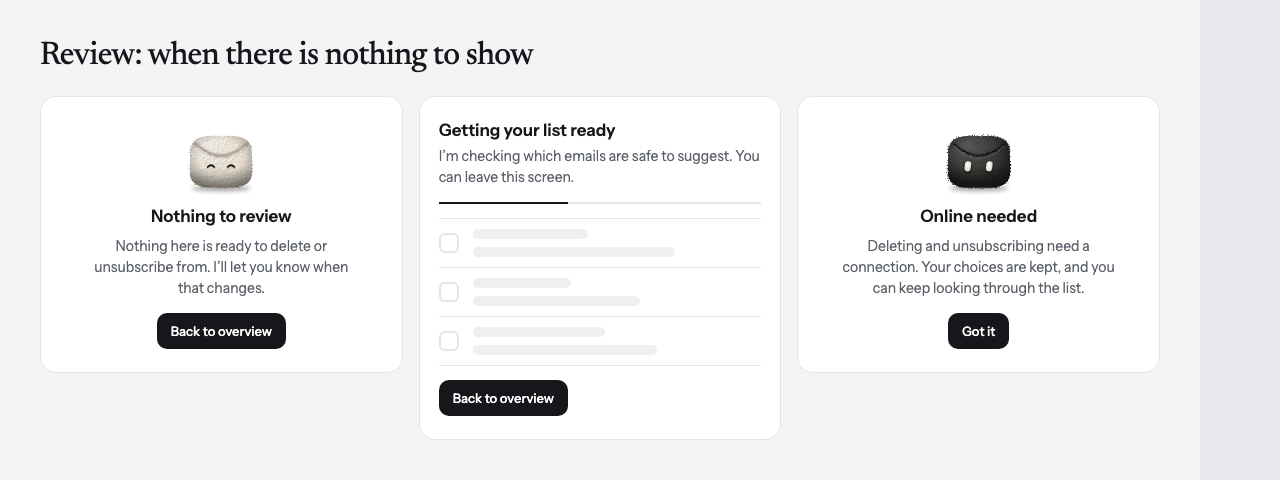 Review: when there is nothing to show
Nothing to review
Nothing here is ready to delete or
unsubscribe from. I’ll let you know when
that changes.
Back to overview
Getting your list ready
I’m checking which emails are safe to suggest. You
can leave this screen.
Back to overview
Online needed
Deleting and unsubscribing need a
connection. Your choices are kept, and you
can keep looking through the list.
Got it